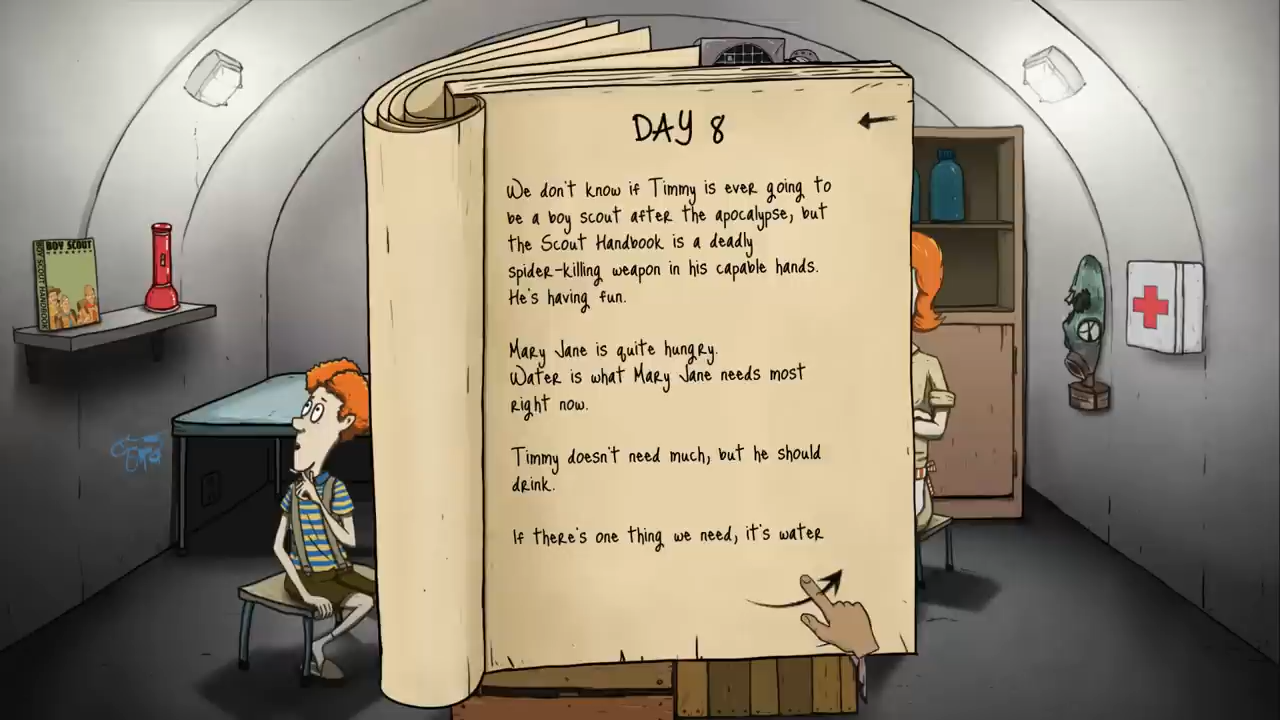 DAY 8
We don't know if Timmy is ever going to
be a boy scout after the apocalypse, but
the Scout Handbook is a deadly
spider-killing weapon in his capable hands.
He's having fun.
Mary Jane is quite hungry.
Water is what Mary Jane needs most
right now.
Timmy doesn't need much, but he should
drink.
If there's one thing we need, it's water
BOY SCOUT
BOY SCOUT HANDBOOK